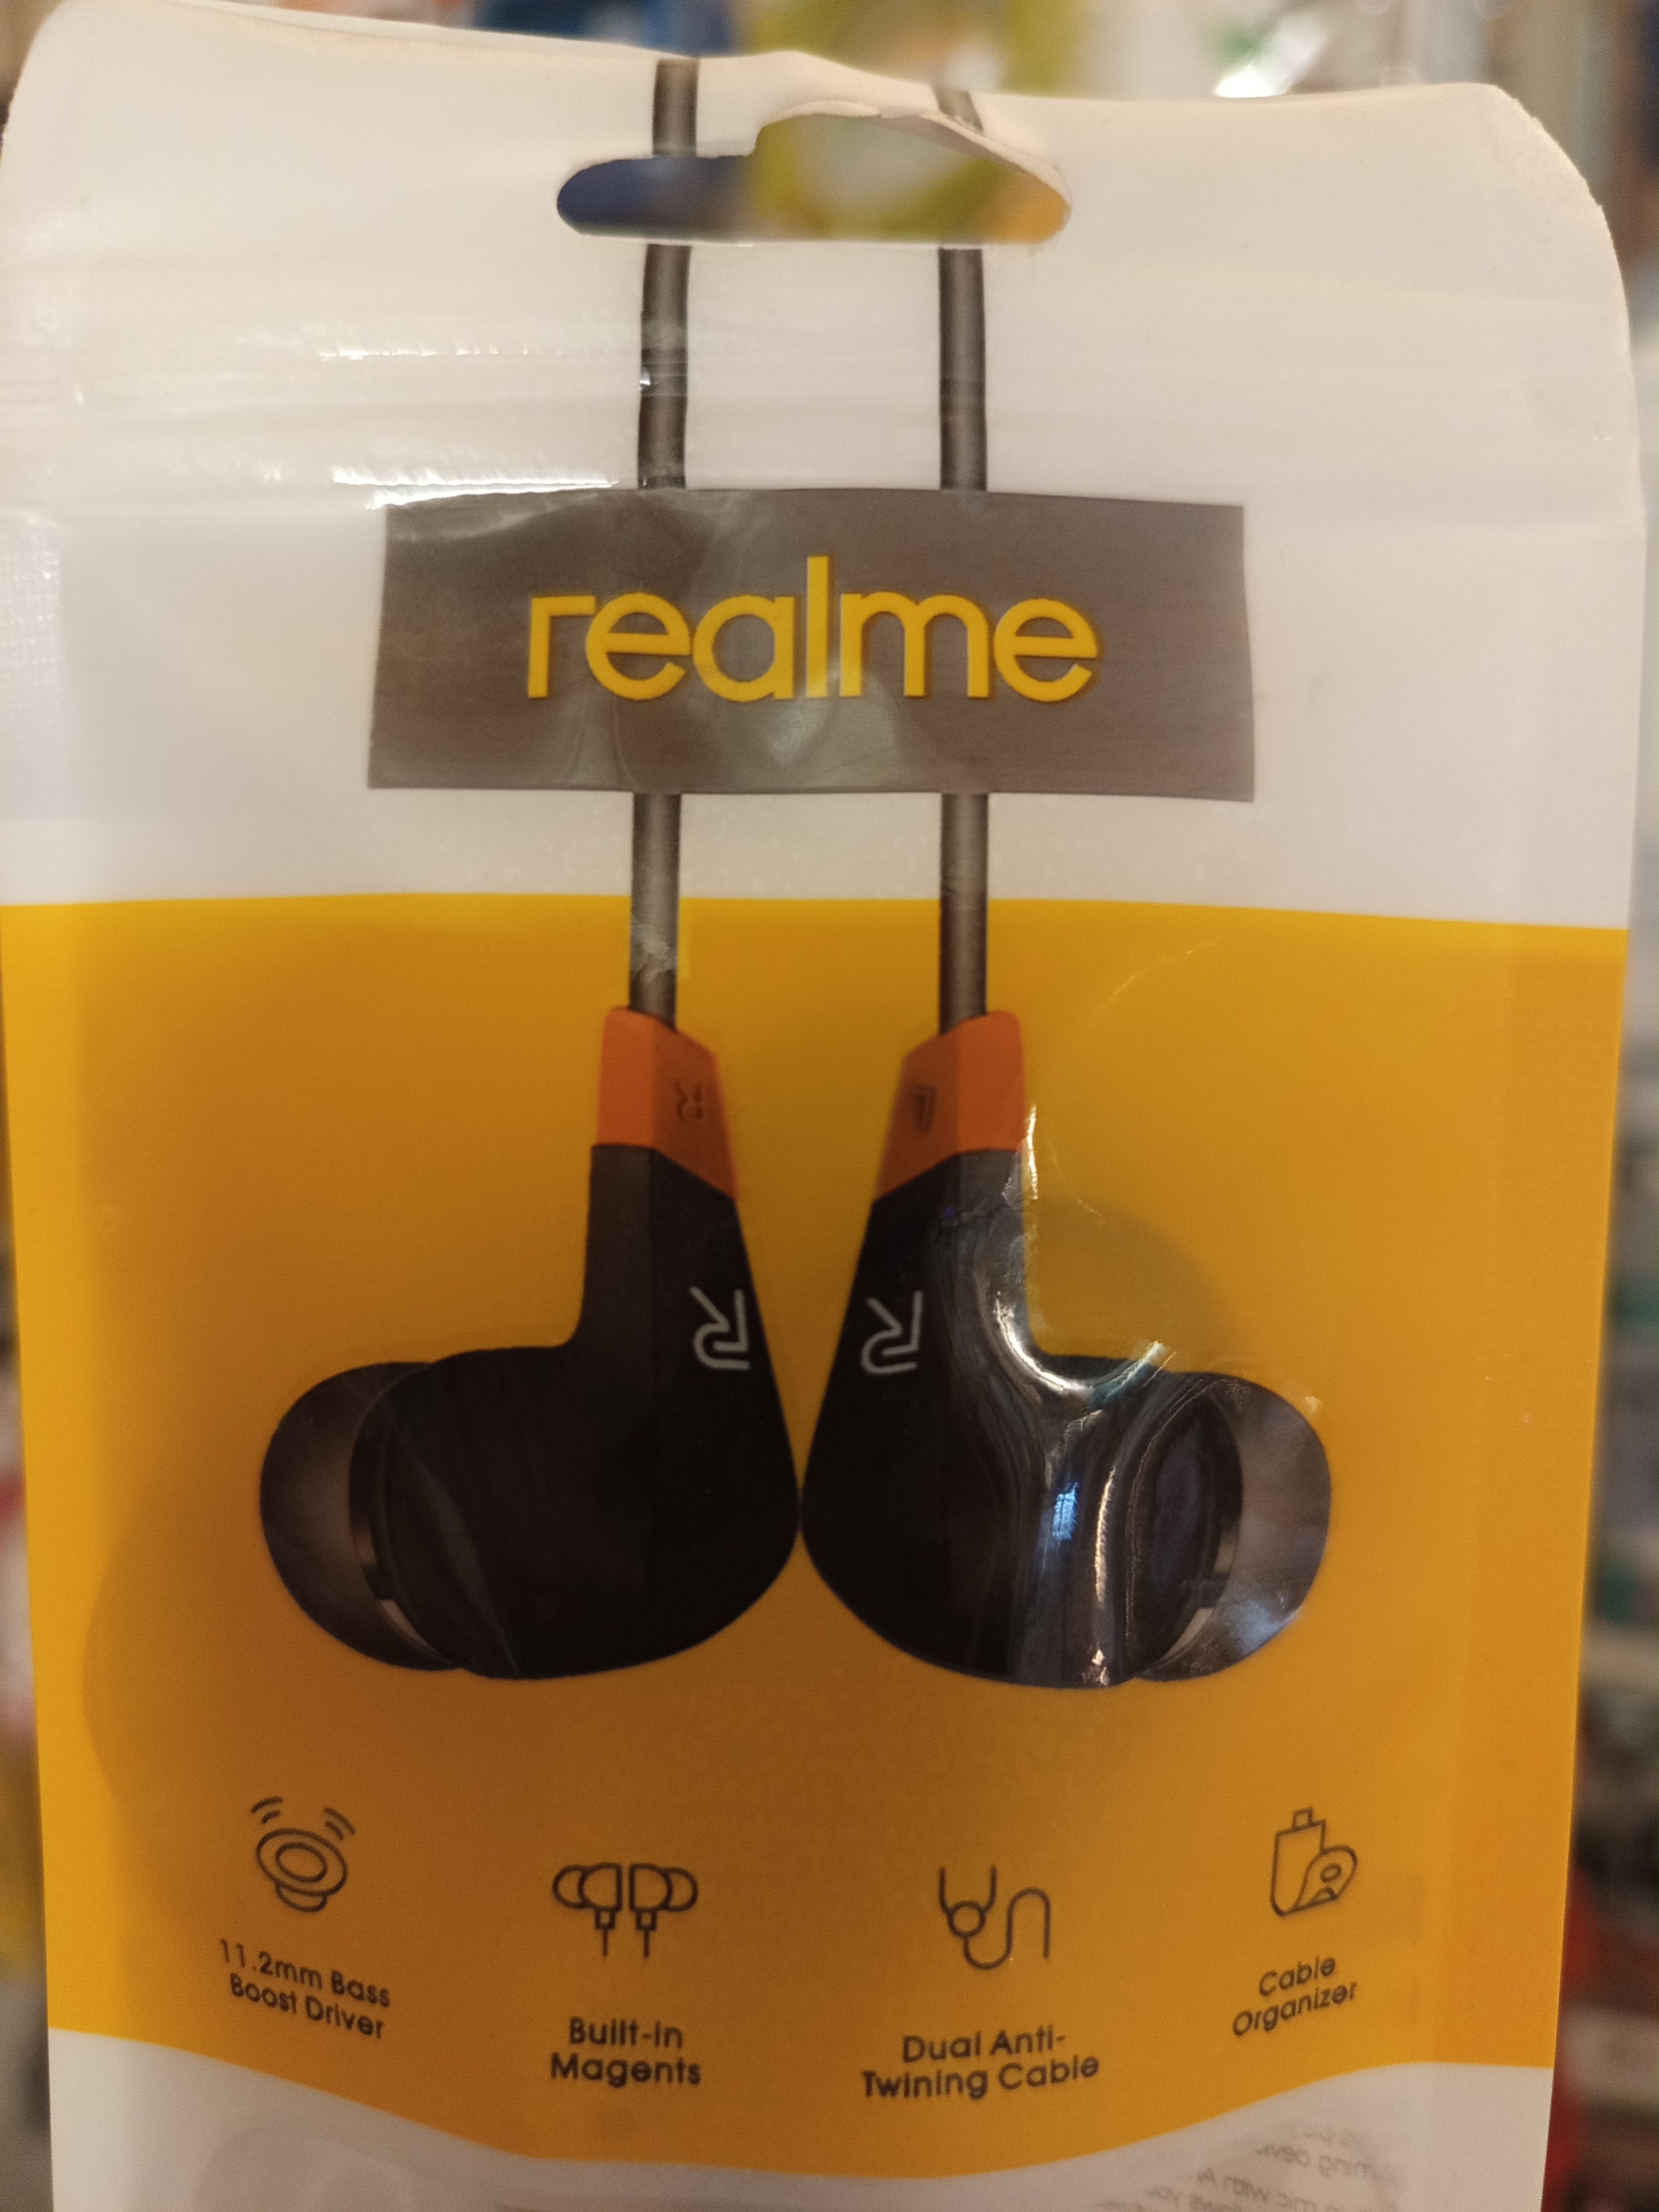 realme
R
L
R
R
11.2mm Bass
Boost Driver
Built-in
Magents
Dual Anti-
Twining Cable
Cable
Organizer